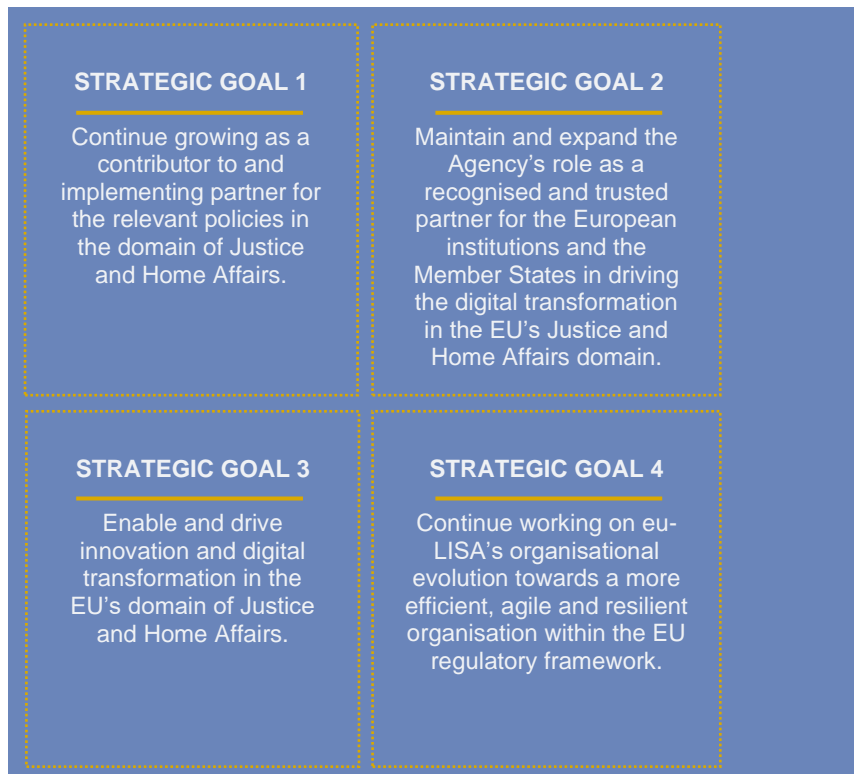 STRATEGIC GOAL 1
Continue growing as a
contributor to and
implementing partner for
the relevant policies in
the domain of Justice
and Home Affairs.
STRATEGIC GOAL 2
Maintain and expand the
Agency's role as a
recognised and trusted
partner for the European
institutions and the
Member States in driving
the digital transformation
in the EU's Justice and
Home Affairs domain.
STRATEGIC GOAL 3
Enable and drive
innovation and digital
transformation in the
EU's domain of Justice
and Home Affairs.
STRATEGIC GOAL 4
Continue working on eu-
LISA's organisational
evolution towards a more
efficient, agile and resilient
organisation within the EU
regulatory framework.